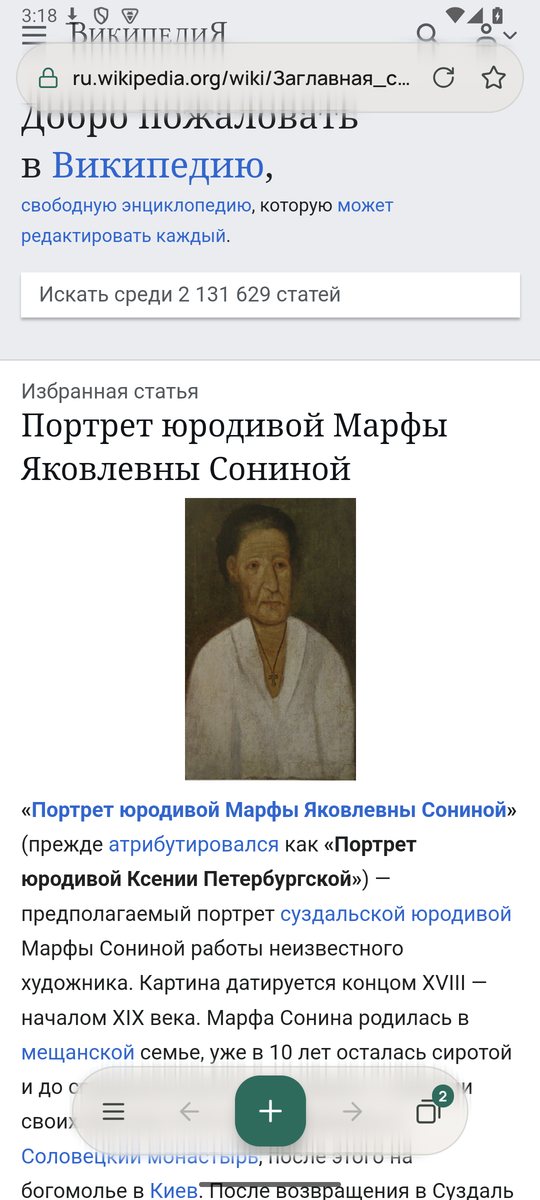 3:18
ВикипедиЯ
ru.wikipedia.org/wiki/Заглавная_с...
Добро пожаловать
в Википедию,
свободную энциклопедию, которую может
редактировать каждый.
Искать среди 2 131 629 статей
Избранная статья
Портрет юродивой Марфы
Яковлевны Сониной
«Портрет юродивой Марфы Яковлевны Сониной»
(прежде атрибутировался как «Портрет
юродивой Ксении Петербургской») —
предполагаемый портрет суздальской юродивой
Марфы Сониной работы неизвестного
художника. Картина датируется концом XVIII —
началом XIX века. Марфа Сонина родилась в
мещанской семье, уже в 10 лет осталась сиротой
и до
своих
2
Соловецкий монастырь, после этого на
богомолье в Киев. После возвращения в Суздаль